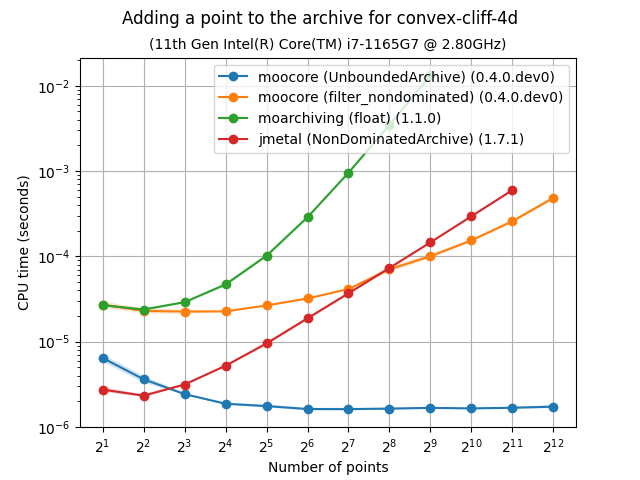 Adding a point to the archive for convex-cliff-4d
(11th Gen Intel(R) Core(TM) i7-1165G7 @ 2.80GHz)
moocore (UnboundedArchive) (0.4.0.dev0)
moocore (filter_nondominated) (0.4.0.dev0)
moarchiving (float) (1.1.0)
jmetal (NonDominatedArchive) (1.7.1)
CPU time (seconds)
10⁻²
10⁻³
10⁻⁴
10⁻⁵
10⁻⁶
2¹ 2² 2³ 2⁴ 2⁵ 2⁶ 2⁷ 2⁸ 2⁹ 2¹⁰ 2¹¹ 2¹²
Number of points